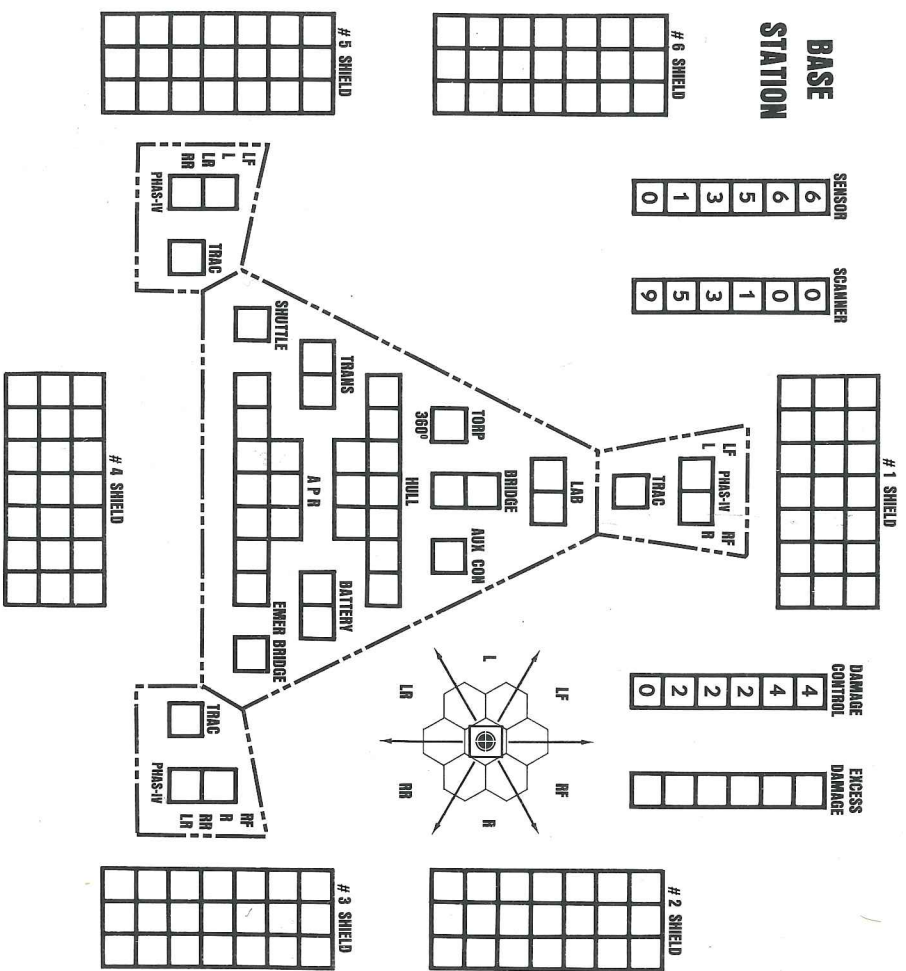 BASE
STATION
SENSOR
6
6
5
3
1
0
SCANNER
0
0
1
3
5
9
# 1 SHIELD
DAMAGE
CONTROL
4
4
2
2
2
0
EXCESS
DAMAGE
# 6 SHIELD
# 2 SHIELD
LF
L
PHAS-IV
RF
R
TRAC
LAB
TORP
360°
BRIDGE
AUX CON
HULL
TRANS
BATTERY
A P R
SHUTTLE
EMER BRIDGE
LF
RF
L
R
LR
RR
# 5 SHIELD
# 3 SHIELD
LF
L
LR
RR
PHAS-IV
TRAC
TRAC
PHAS-IV
RF
R
RR
LR
# 4 SHIELD